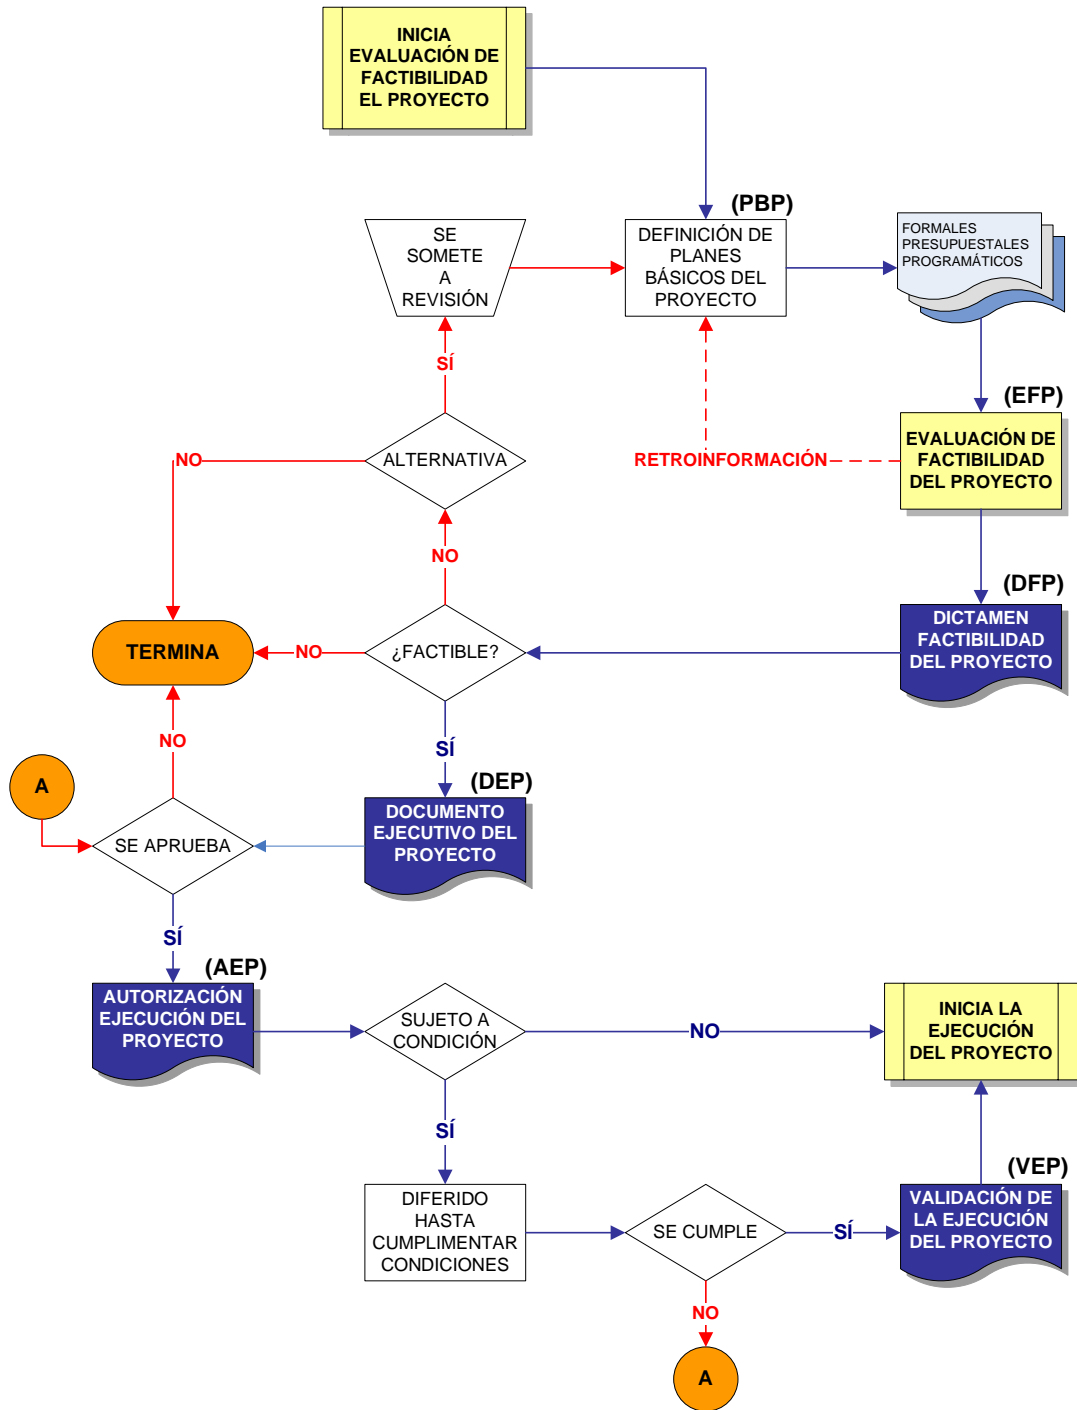 INICIA
EVALUACIÓN DE
FACTIBILIDAD
EL PROYECTO
(PBP)
SE
SOMETE
A
REVISIÓN
DEFINICIÓN DE
PLANES
BÁSICOS DEL
PROYECTO
FORMALES
PRESUPUESTALES
PROGRAMÁTICOS
SÍ
(EFP)
NO
ALTERNATIVA
RETROINFORMACIÓN
EVALUACIÓN DE
FACTIBILIDAD
DEL PROYECTO
NO
(DFP)
TERMINA
NO
¿FACTIBLE?
DICTAMEN
FACTIBILIDAD
DEL PROYECTO
NO
SÍ
(DEP)
A
SE APRUEBA
DOCUMENTO
EJECUTIVO DEL
PROYECTO
SÍ
(AEP)
AUTORIZACIÓN
EJECUCIÓN DEL
PROYECTO
SUJETO A
CONDICIÓN
NO
INICIA LA
EJECUCIÓN
DEL PROYECTO
SÍ
(VEP)
DIFERIDO
HASTA
CUMPLIMENTAR
CONDICIONES
SE CUMPLE
SÍ
VALIDACIÓN DE
LA EJECUCIÓN
DEL PROYECTO
NO
A